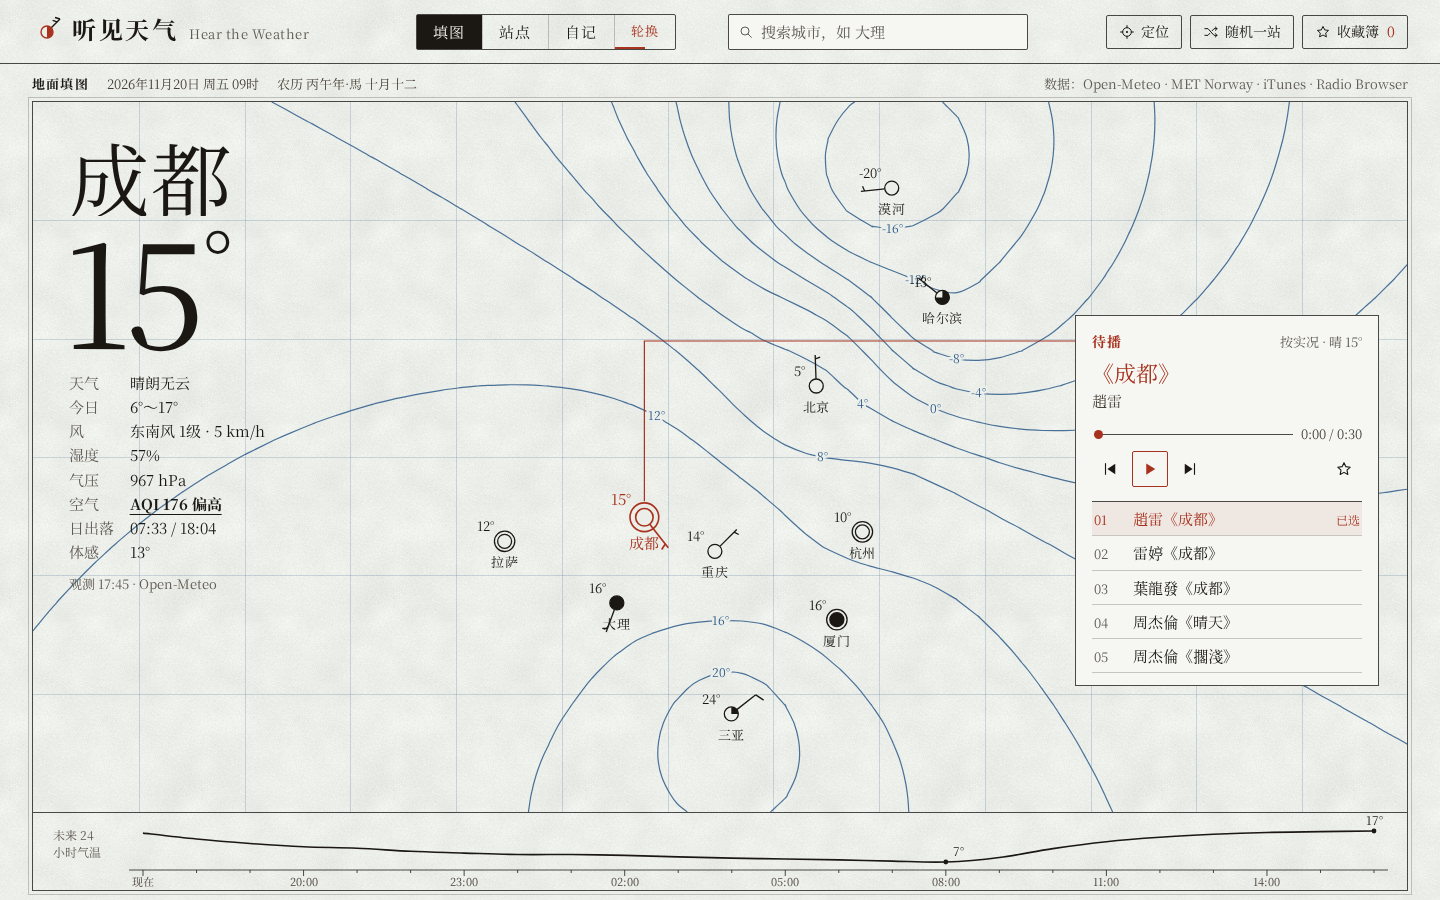 听见天气 Hear the Weather
填图 站点 自记 轮换
搜索城市，如 大理
定位 随机一站 收藏簿 0
地面填图 2026年11月20日 周五 09时 农历 丙午年·馬 十月十二
数据：Open-Meteo · MET Norway · iTunes · Radio Browser
成都
15°
天气 晴朗无云
今日 6°～17°
风 东南风 1级 · 5 km/h
湿度 57%
气压 967 hPa
空气 AQI 176 偏高
日出落 07:33 / 18:04
体感 13°
观测 17:45 · Open-Meteo
-20°
漠河
-16°
哈尔滨
-8°
5°
北京
4°
-4°
0°
12°
8°
15°
成都
12°
拉萨
14°
重庆
10°
杭州
16°
大理
16°
厦门
16°
20°
24°
三亚
待播 按实况 · 晴 15°
《成都》
趙雷
0:00 / 0:30
01 趙雷《成都》 已选
02 雷婷《成都》
03 葉龍發《成都》
04 周杰倫《晴天》
05 周杰倫《擱淺》
未来 24
小时气温
7°
17°
现在 20:00 23:00 02:00 05:00 08:00 11:00 14:00